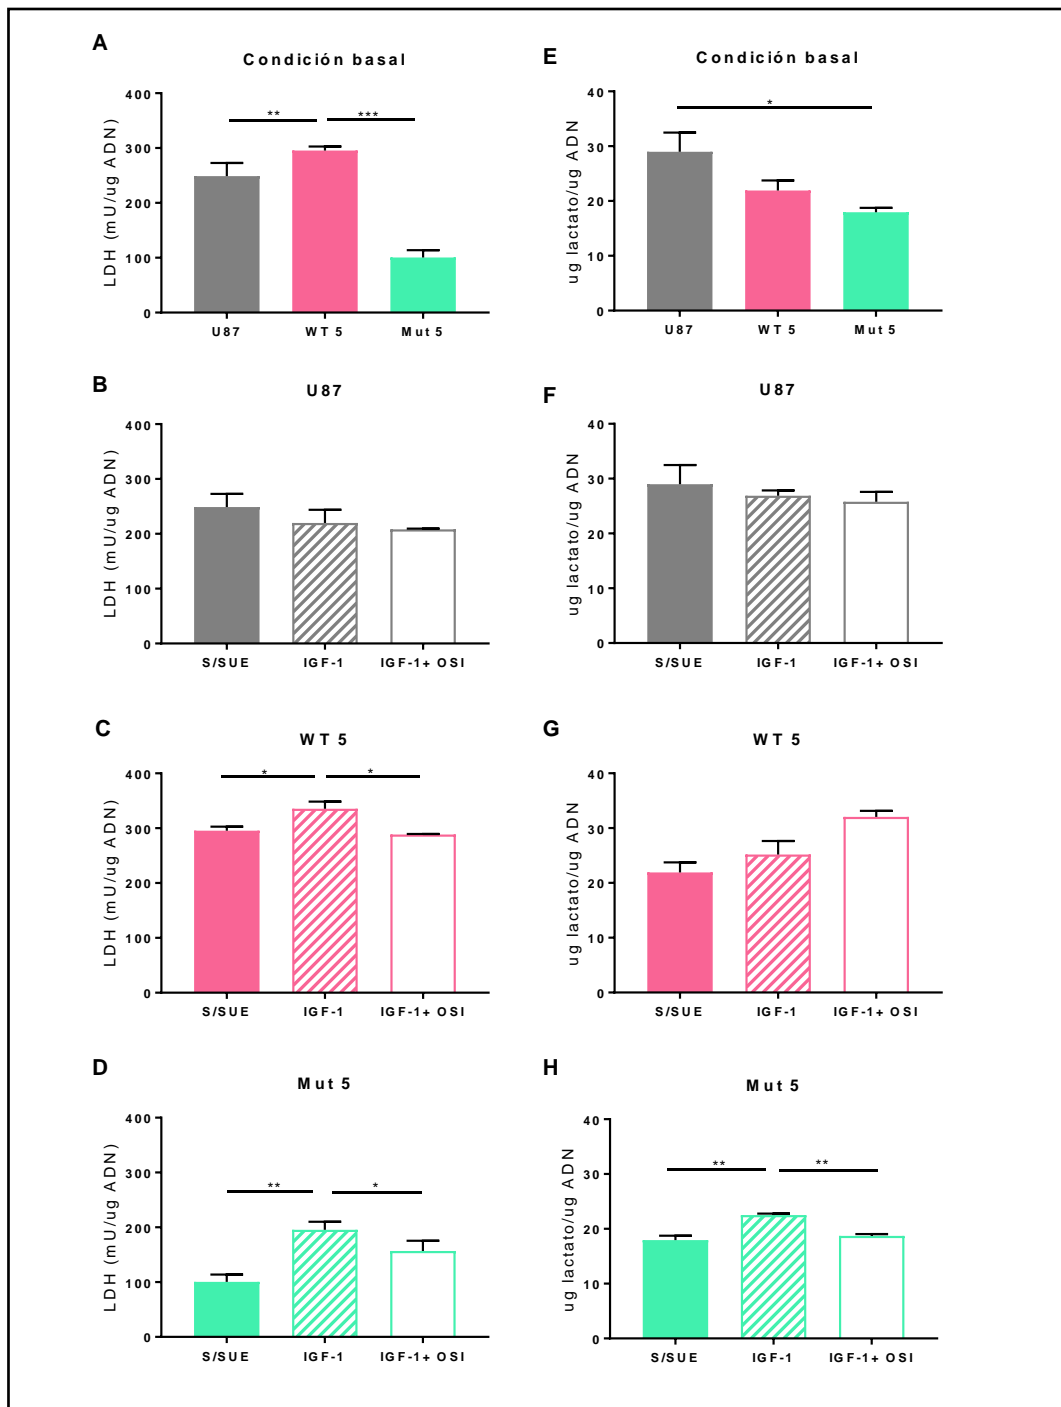 A
Condición basal
LDH (mU/ug ADN)
400
300
200
100
0
**
***
U87
WT 5
Mut 5
E
Condición basal
ug lactato/ug ADN
40
30
20
10
0
*
U87
WT 5
Mut 5
B
U87
LDH (mU/ug ADN)
400
300
200
100
0
S/SUE
IGF-1
IGF-1+ OSI
F
U87
ug lactato/ug ADN
40
30
20
10
0
S/SUE
IGF-1
IGF-1+ OSI
C
WT 5
LDH (mU/ug ADN)
400
300
200
100
0
*
*
S/SUE
IGF-1
IGF-1+ OSI
G
WT 5
ug lactato/ug ADN
40
30
20
10
0
S/SUE
IGF-1
IGF-1+ OSI
D
Mut 5
LDH (mU/ug ADN)
400
300
200
100
0
**
*
S/SUE
IGF-1
IGF-1+ OSI
H
Mut 5
ug lactato/ug ADN
40
30
20
10
0
**
**
S/SUE
IGF-1
IGF-1+ OSI